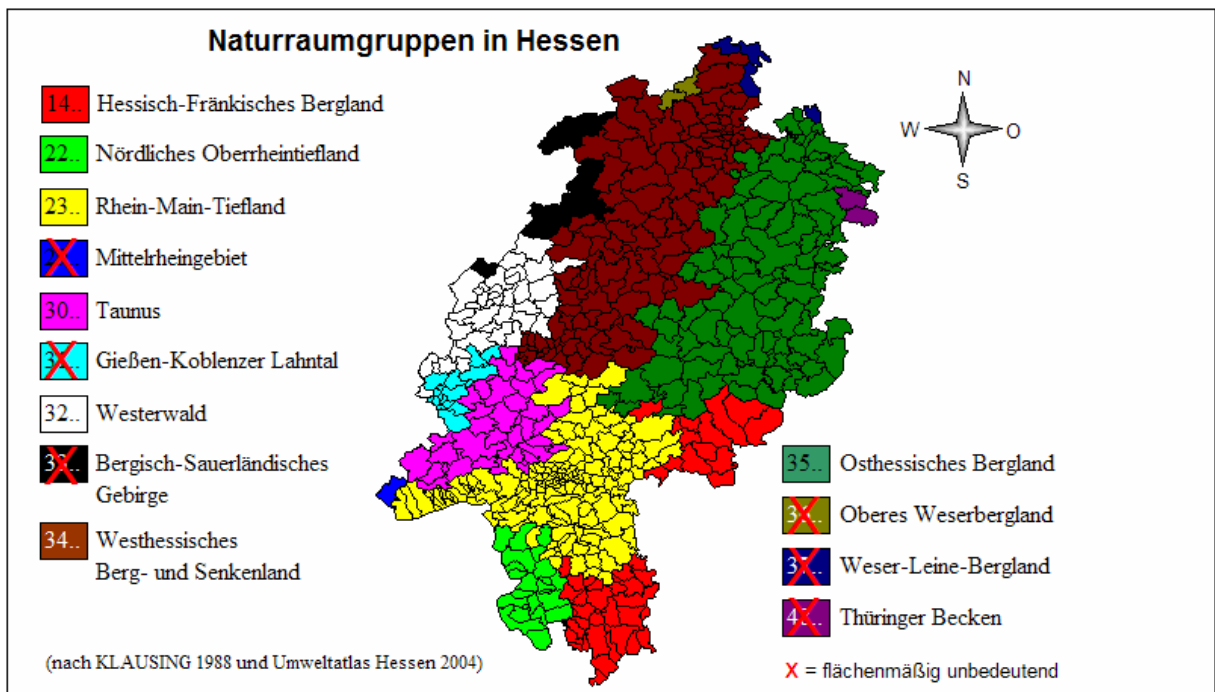 Naturraumgruppen in Hessen
14.. Hessisch-Fränkisches Bergland
22.. Nördliches Oberrheintiefland
23.. Rhein-Main-Tiefland
Mittelrheingebiet
30.. Taunus
Gießen-Koblenzer Lahntal
32.. Westerwald
Bergisch-Sauerländisches
Gebirge
34.. Westhessisches
Berg- und Senkenland
(nach KLAUSING 1988 und Umweltatlas Hessen 2004)
N
W
O
S
35.. Osthessisches Bergland
Oberes Weserbergland
Weser-Leine-Bergland
Thüringer Becken
X = flächenmäßig unbedeutend